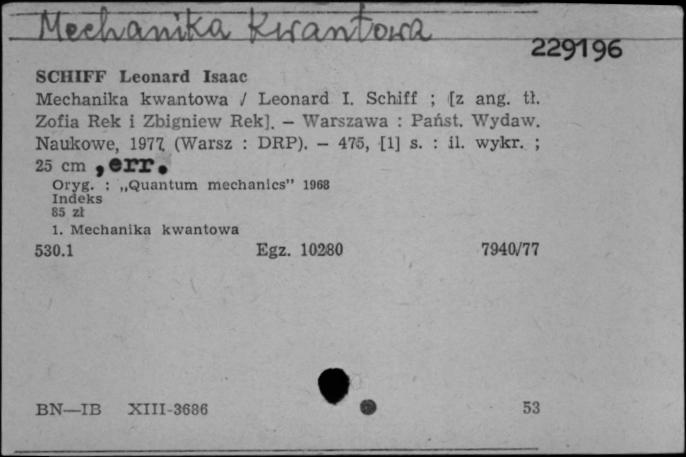 Mechanika kwantowa
229196
SCHIFF Leonard Isaac
Mechanika kwantowa / Leonard I. Schiff ; [z ang. tł.
Zofia Rek i Zbigniew Rek]. — Warszawa : Państ. Wydaw.
Naukowe, 1977, (Warsz : DRP). — 475, [1] s. : il. wykr. ;
25 cm , err.
Oryg. : „Quantum mechanics” 1968
Indeks
85 zł
1. Mechanika kwantowa
530.1 Egz. 10280 7940/77
BN—IB XIII-3686 53